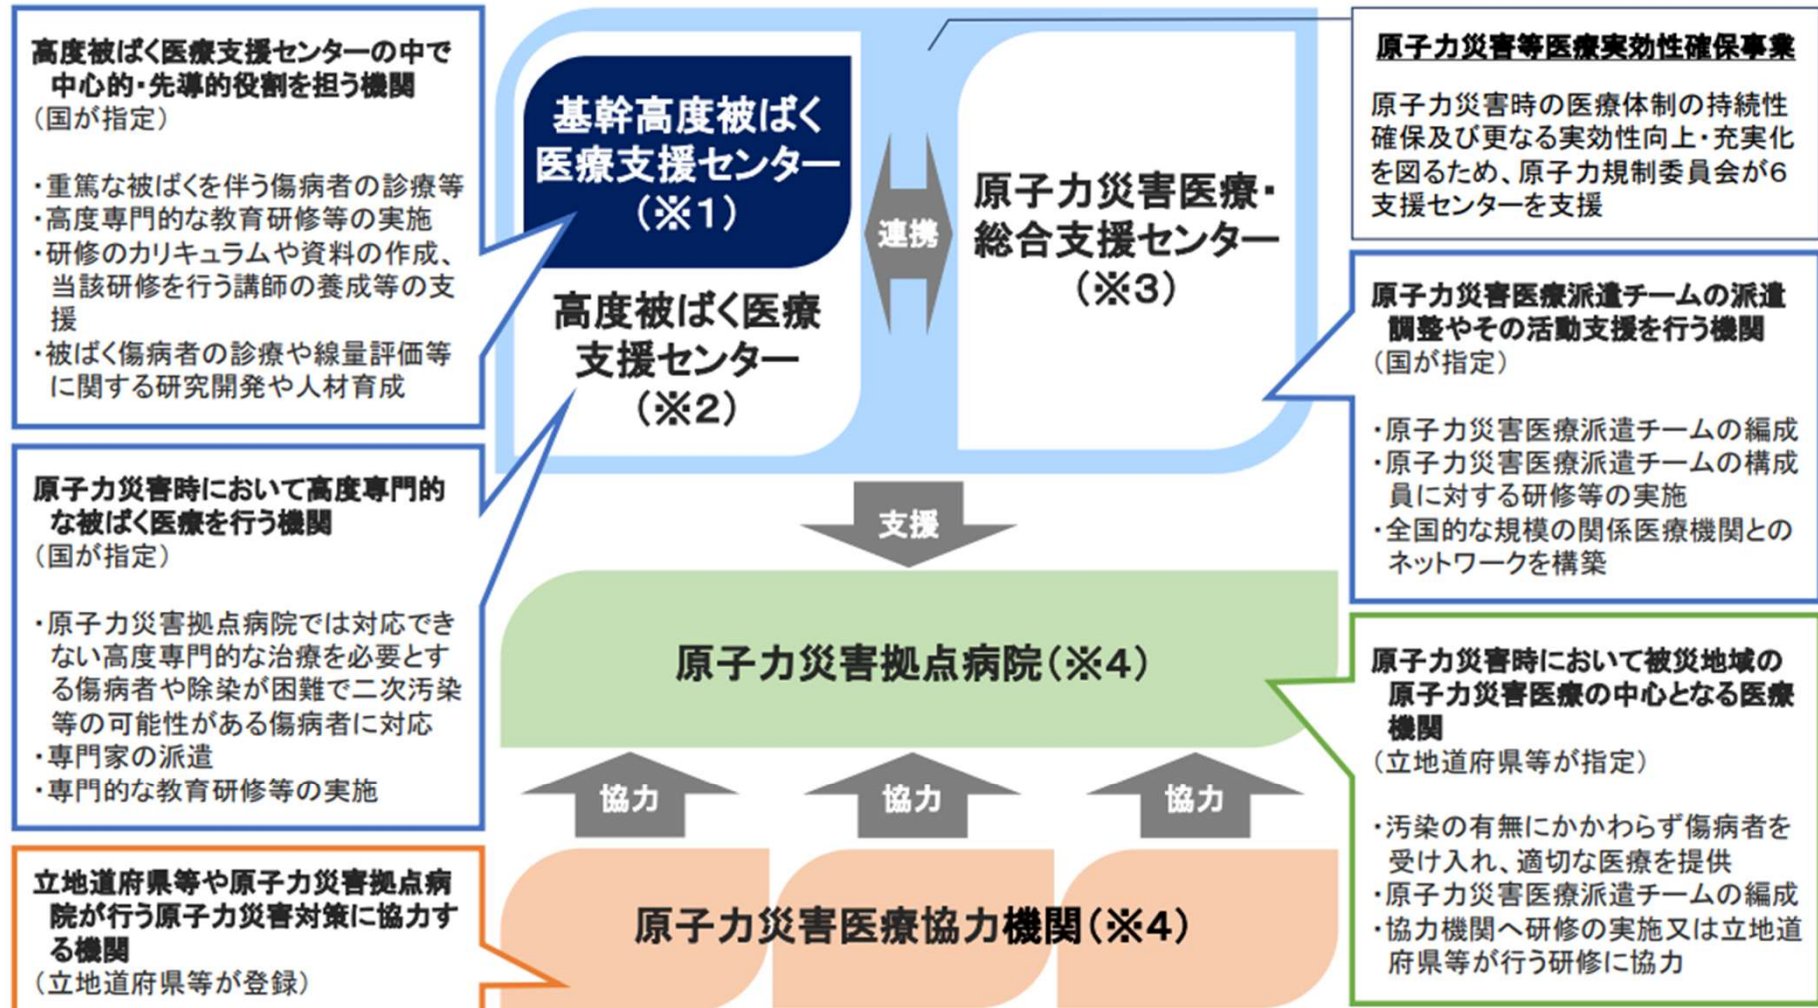 高度被ばく医療支援センターの中で
中心的・先導的役割を担う機関
（国が指定）
・重篤な被ばくを伴う傷病者の診療等
・高度専門的な教育研修等の実施
・研修のカリキュラムや資料の作成、
当該研修を行う講師の養成等の支
援
・被ばく傷病者の診療や線量評価等
に関する研究開発や人材育成
原子力災害時において高度専門的
な被ばく医療を行う機関
（国が指定）
・原子力災害拠点病院では対応でき
ない高度専門的な治療を必要とす
る傷病者や除染が困難で二次汚染
等の可能性がある傷病者に対応
・専門家の派遣
・専門的な教育研修等の実施
立地道府県等や原子力災害拠点病
院が行う原子力災害対策に協力す
る機関
（立地道府県等が登録）
基幹高度被ばく
医療支援センター
（※1）
高度被ばく医療
支援センター
（※2）
連携
原子力災害医療・
総合支援センター
（※3）
支援
原子力災害拠点病院（※4）
協力
協力
協力
原子力災害医療協力機関（※4）
原子力災害等医療実効性確保事業
原子力災害時の医療体制の持続性
確保及び更なる実効性向上・充実化
を図るため、原子力規制委員会が６
支援センターを支援
原子力災害医療派遣チームの派遣
調整やその活動支援を行う機関
（国が指定）
・原子力災害医療派遣チームの編成
・原子力災害医療派遣チームの構成
員に対する研修等の実施
・全国的な規模の関係医療機関との
ネットワークを構築
原子力災害時において被災地域の
原子力災害医療の中心となる医療
機関
（立地道府県等が指定）
・汚染の有無にかかわらず傷病者を
受け入れ、適切な医療を提供
・原子力災害医療派遣チームの編成
・協力機関へ研修の実施又は立地道
府県等が行う研修に協力